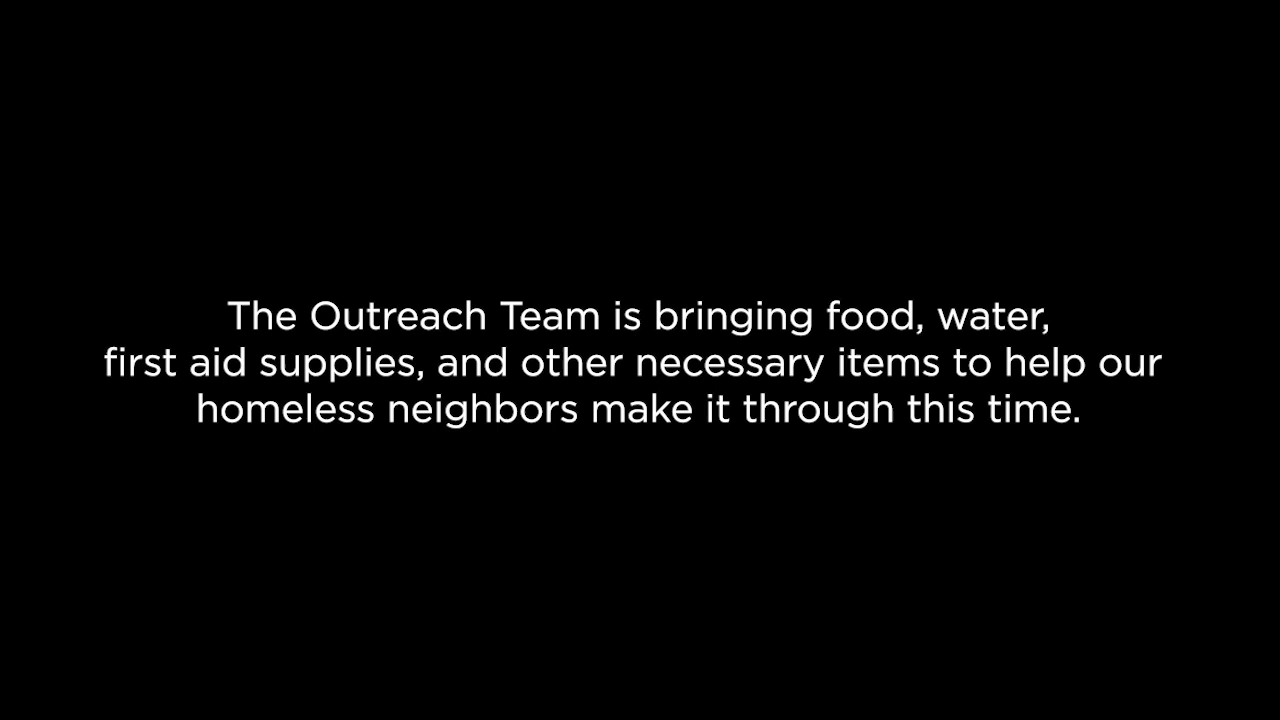 The Outreach Team is bringing food, water,
first aid supplies, and other necessary items to help our
homeless neighbors make it through this time.